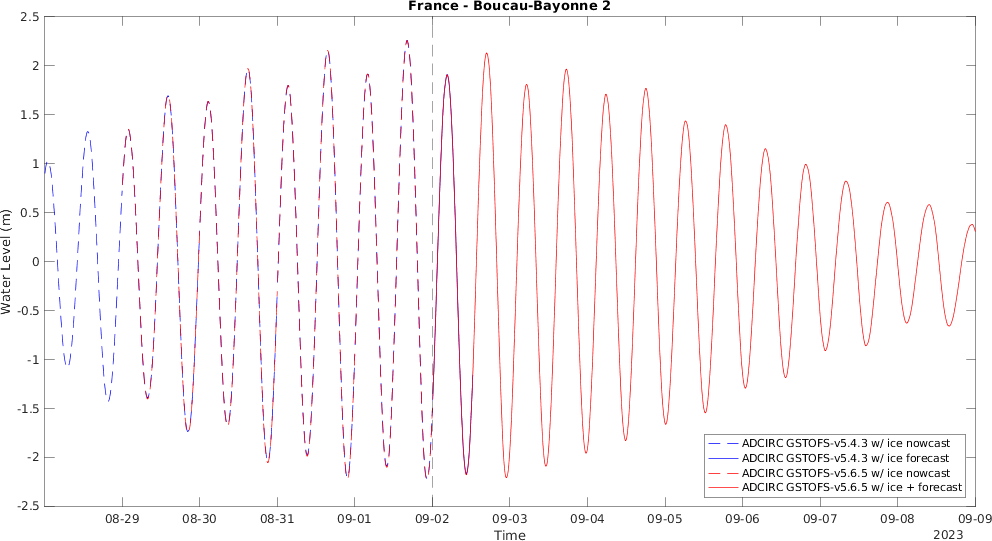 France - Boucau-Bayonne 2
2.5
2
1.5
1
0.5
0
-0.5
-1
-1.5
-2
-2.5
Water Level (m)
ADCIRC GSTOFS-v5.4.3 w/ ice nowcast
ADCIRC GSTOFS-v5.4.3 w/ ice forecast
ADCIRC GSTOFS-v5.6.5 w/ ice nowcast
ADCIRC GSTOFS-v5.6.5 w/ ice + forecast
08-29 08-30 08-31 09-01 09-02 09-03 09-04 09-05 09-06 09-07 09-08 09-09
Time
2023